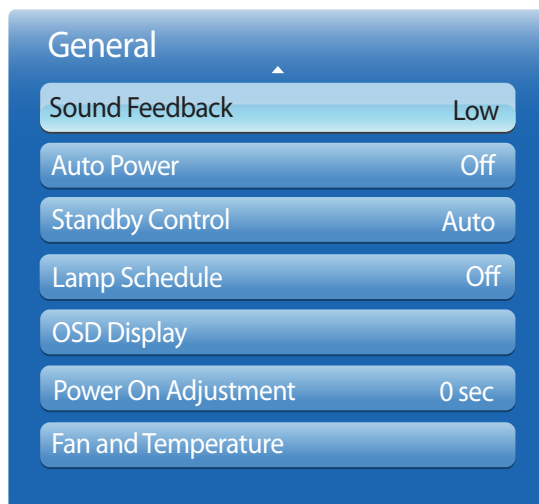 General
Sound Feedback Low
Auto Power Off
Standby Control Auto
Lamp Schedule Off
OSD Display
Power On Adjustment 0 sec
Fan and Temperature